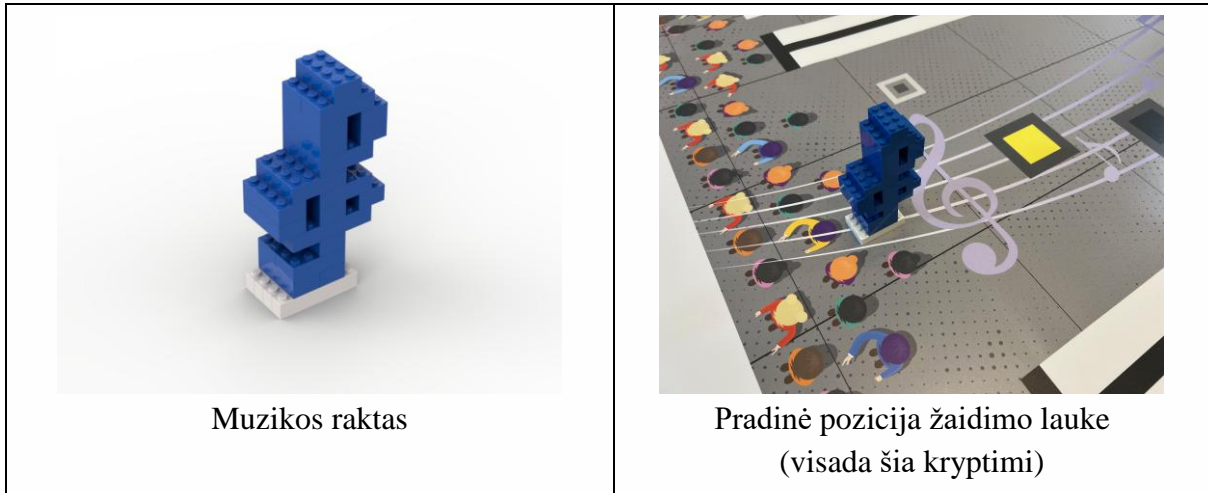 Muzikos raktas
Pradinė pozicija žaidimo lauke
(visada šia kryptimi)